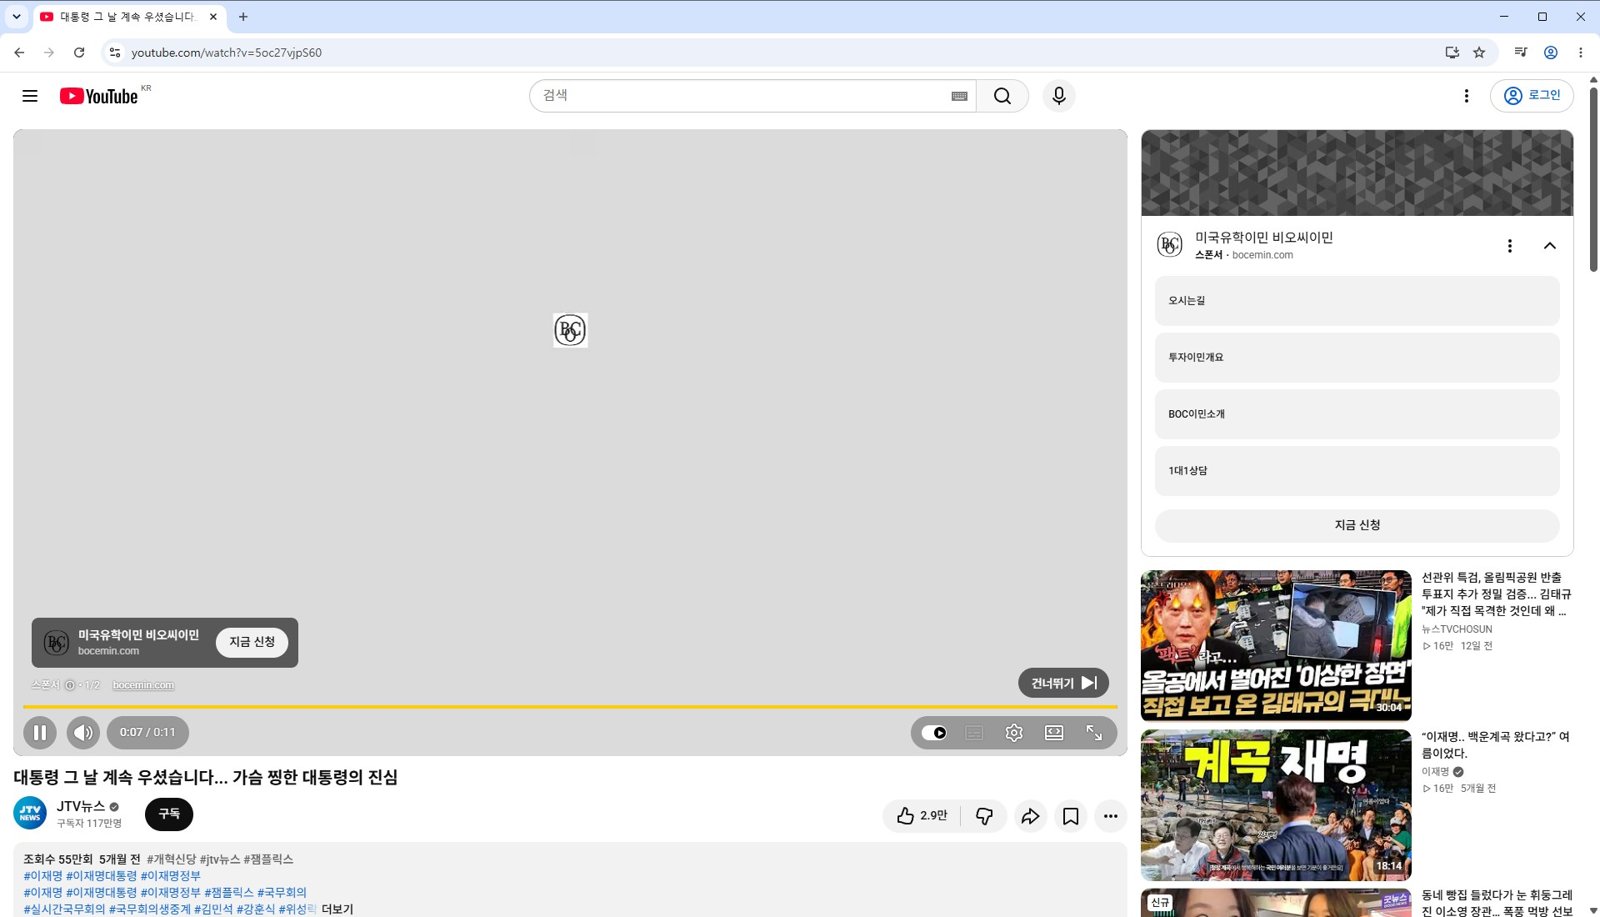 대통령 그 날 계속 우셨습니다.
youtube.com/watch?v=5oc27vjpS60
YouTube KR
검색
로그인
BOC
미국유학이민 비오씨이민
스폰서 · bocemin.com
오시는길
투자이민개요
BOC이민소개
1대1상담
지금 신청
BOC
BOC
미국유학이민 비오씨이민
bocemin.com
지금 신청
스폰서 · 1/2 bocemin.com
건너뛰기
0:07 / 0:11
대통령 그 날 계속 우셨습니다... 가슴 찡한 대통령의 진심
JTV NEWS
JTV뉴스
구독자 117만명
구독
2.9만
조회수 55만회 5개월 전 #개혁신당 #jtv뉴스 #잼플릭스
#이재명 #이재명대통령 #이재명정부
#이재명 #이재명대통령 #이재명정부 #잼플릭스 #국무회의
#실시간국무회의 #국무회의생중계 #김민석 #강훈식 #위성락 더보기
'팩트'라고...
올공에서 벌어진 '이상한 장면'
직접 보고 온 김태규의 극대노
30:04
선관위 특검, 올림픽공원 반출
투표지 추가 정밀 검증... 김태규
"제가 직접 목격한 것인데 왜 ...
뉴스TVCHOSUN
16만 12일 전
계곡 재명
18:14
“이재명.. 백운계곡 왔다고?” 여
름이었다.
이재명
16만 5개월 전
신규
굿뉴스
동네 빵집 들렀다가 눈 휘둥그레
진 이소영 장관... 폭풍 먹방 선보